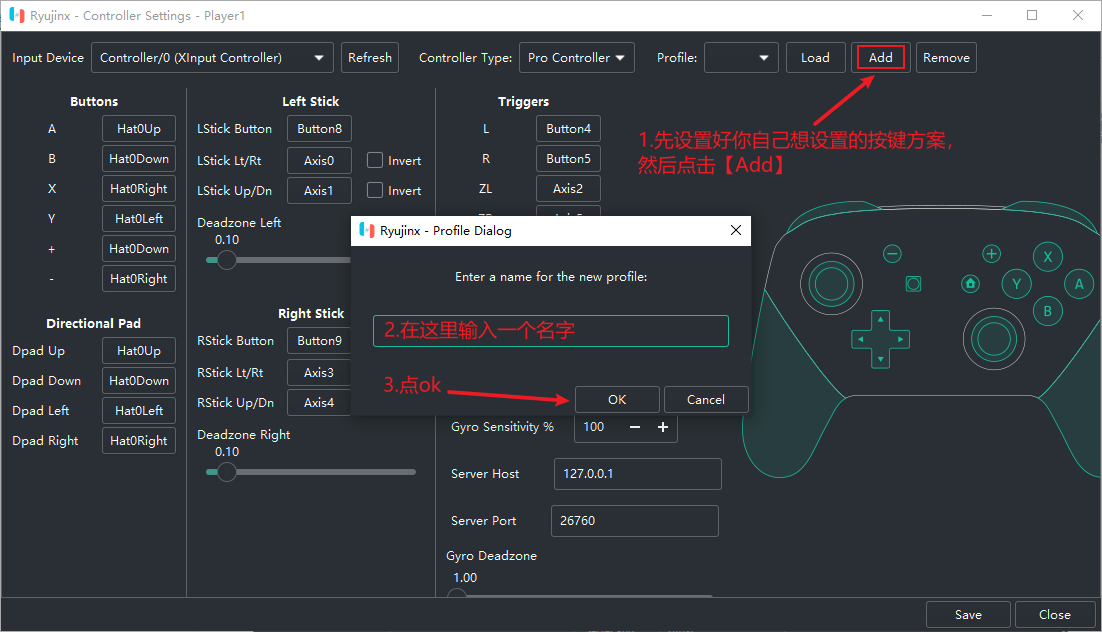 Ryujinx - Controller Settings - Player1
Input Device Controller/0 (XInput Controller) Refresh Controller Type: Pro Controller Profile: Load Add Remove
Buttons
A Hat0Up
B Hat0Down
X Hat0Right
Y Hat0Left
+ Hat0Down
- Hat0Right
Directional Pad
Dpad Up Hat0Up
Dpad Down Hat0Down
Dpad Left Hat0Left
Dpad Right Hat0Right
Left Stick
LStick Button Button8
LStick Lt/Rt Axis0 Invert
LStick Up/Dn Axis1 Invert
Deadzone Left
0.10
Right Stick
RStick Button Button9
RStick Lt/Rt Axis3
RStick Up/Dn Axis4
Deadzone Right
0.10
Triggers
L Button4
R Button5
ZL Axis2
Gyro Sensitivity % 100
Server Host 127.0.0.1
Server Port 26760
Gyro Deadzone
1.00
1.先设置好你自己想设置的按键方案，
然后点击【Add】
X
Y A
B
Ryujinx - Profile Dialog
Enter a name for the new profile:
2.在这里输入一个名字
3.点ok
OK Cancel
Save Close